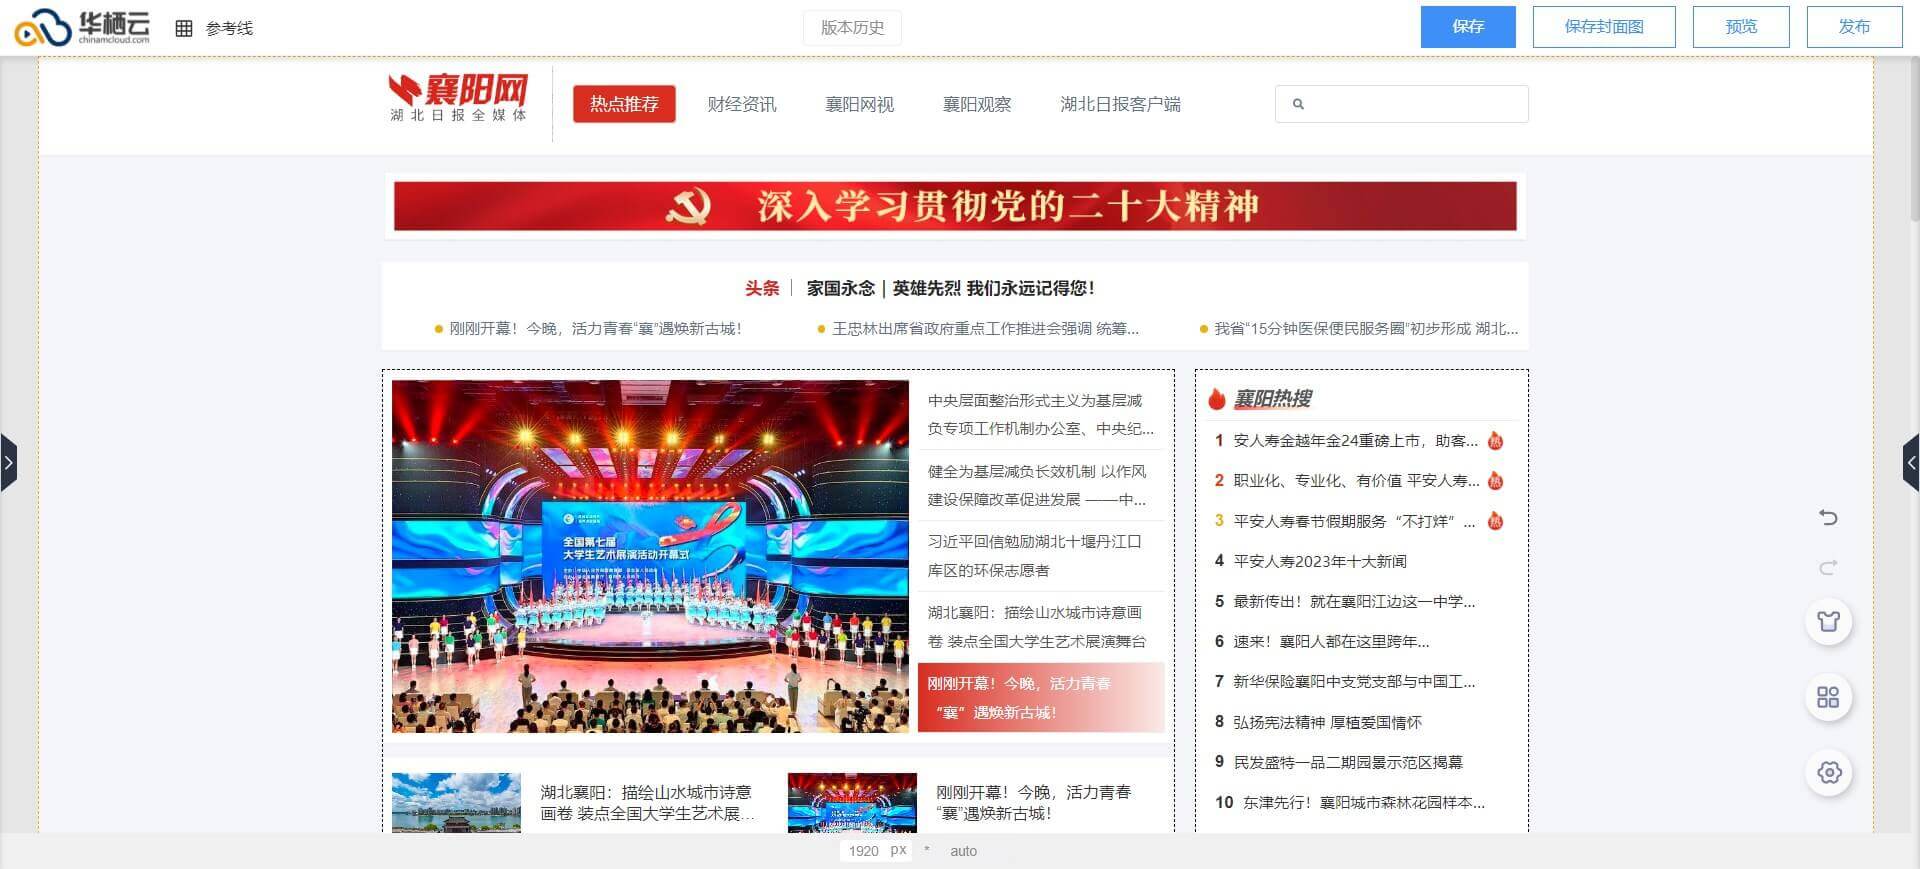 华栖云
chinamcloud.com
参考线
版本历史
保存
保存封面图
预览
发布
襄阳网
湖北日报全媒体
热点推荐
财经资讯
襄阳网视
襄阳观察
湖北日报客户端
深入学习贯彻党的二十大精神
头条
家国永念 | 英雄先烈 我们永远记得您！
刚刚开幕！今晚，活力青春“襄”遇焕新古城！
王忠林出席省政府重点工作推进会强调 统筹...
我省“15分钟医保便民服务圈”初步形成 湖北...
全国第七届
大学生艺术展演活动开幕式
中央层面整治形式主义为基层减
负专项工作机制办公室、中央纪...
健全为基层减负长效机制 以作风
建设保障改革促进发展 ——中...
习近平回信勉励湖北十堰丹江口
库区的环保志愿者
湖北襄阳：描绘山水城市诗意画
卷 装点全国大学生艺术展演舞台
刚刚开幕！今晚，活力青春
“襄”遇焕新古城！
襄阳热搜
1 安人寿金越年金24重磅上市，助客... 热
2 职业化、专业化、有价值 平安人寿... 热
3 平安人寿春节假期服务“不打烊”... 热
4 平安人寿2023年十大新闻
5 最新传出！就在襄阳江边这一中学...
6 速来！襄阳人都在这里跨年...
7 新华保险襄阳中支党支部与中国工...
8 弘扬宪法精神 厚植爱国情怀
9 民发盛特一品二期园景示范区揭幕
10 东津先行！襄阳城市森林花园样本...
湖北襄阳：描绘山水城市诗意
画卷 装点全国大学生艺术展...
刚刚开幕！今晚，活力青春
“襄”遇焕新古城！
1920 px * auto